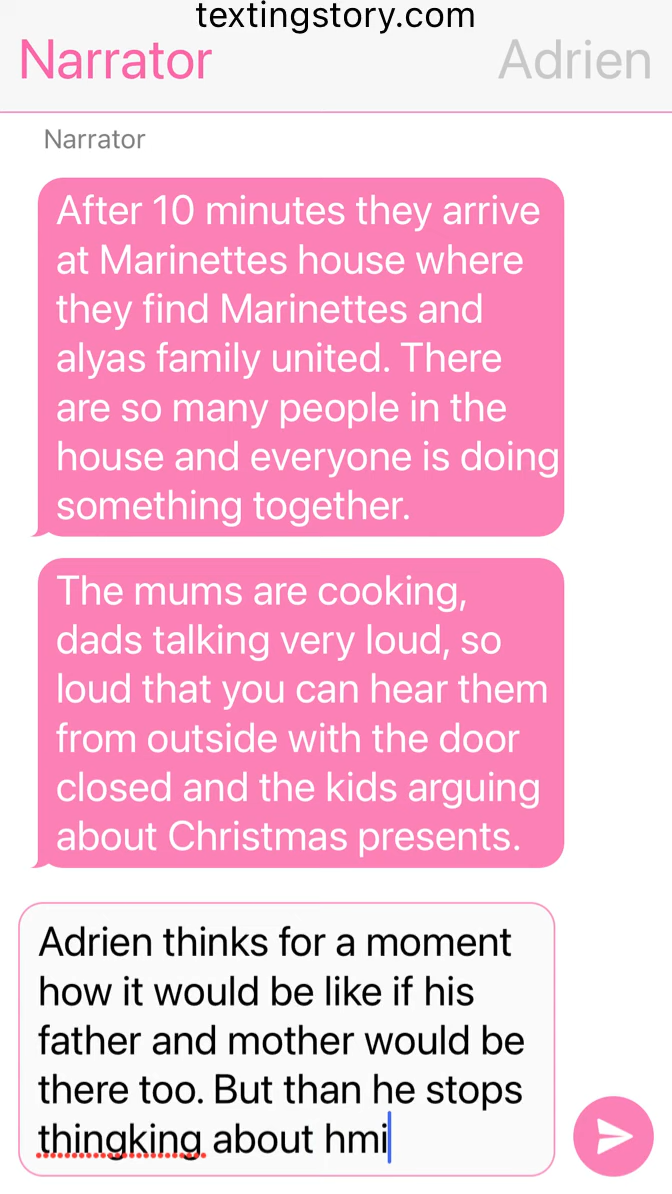 textingstory.com
Narrator Adrien
Narrator
After 10 minutes they arrive
at Marinettes house where
they find Marinettes and
alyas family united. There
are so many people in the
house and everyone is doing
something together.
The mums are cooking,
dads talking very loud, so
loud that you can hear them
from outside with the door
closed and the kids arguing
about Christmas presents.
Adrien thinks for a moment
how it would be like if his
father and mother would be
there too. But than he stops
thingking about hmi